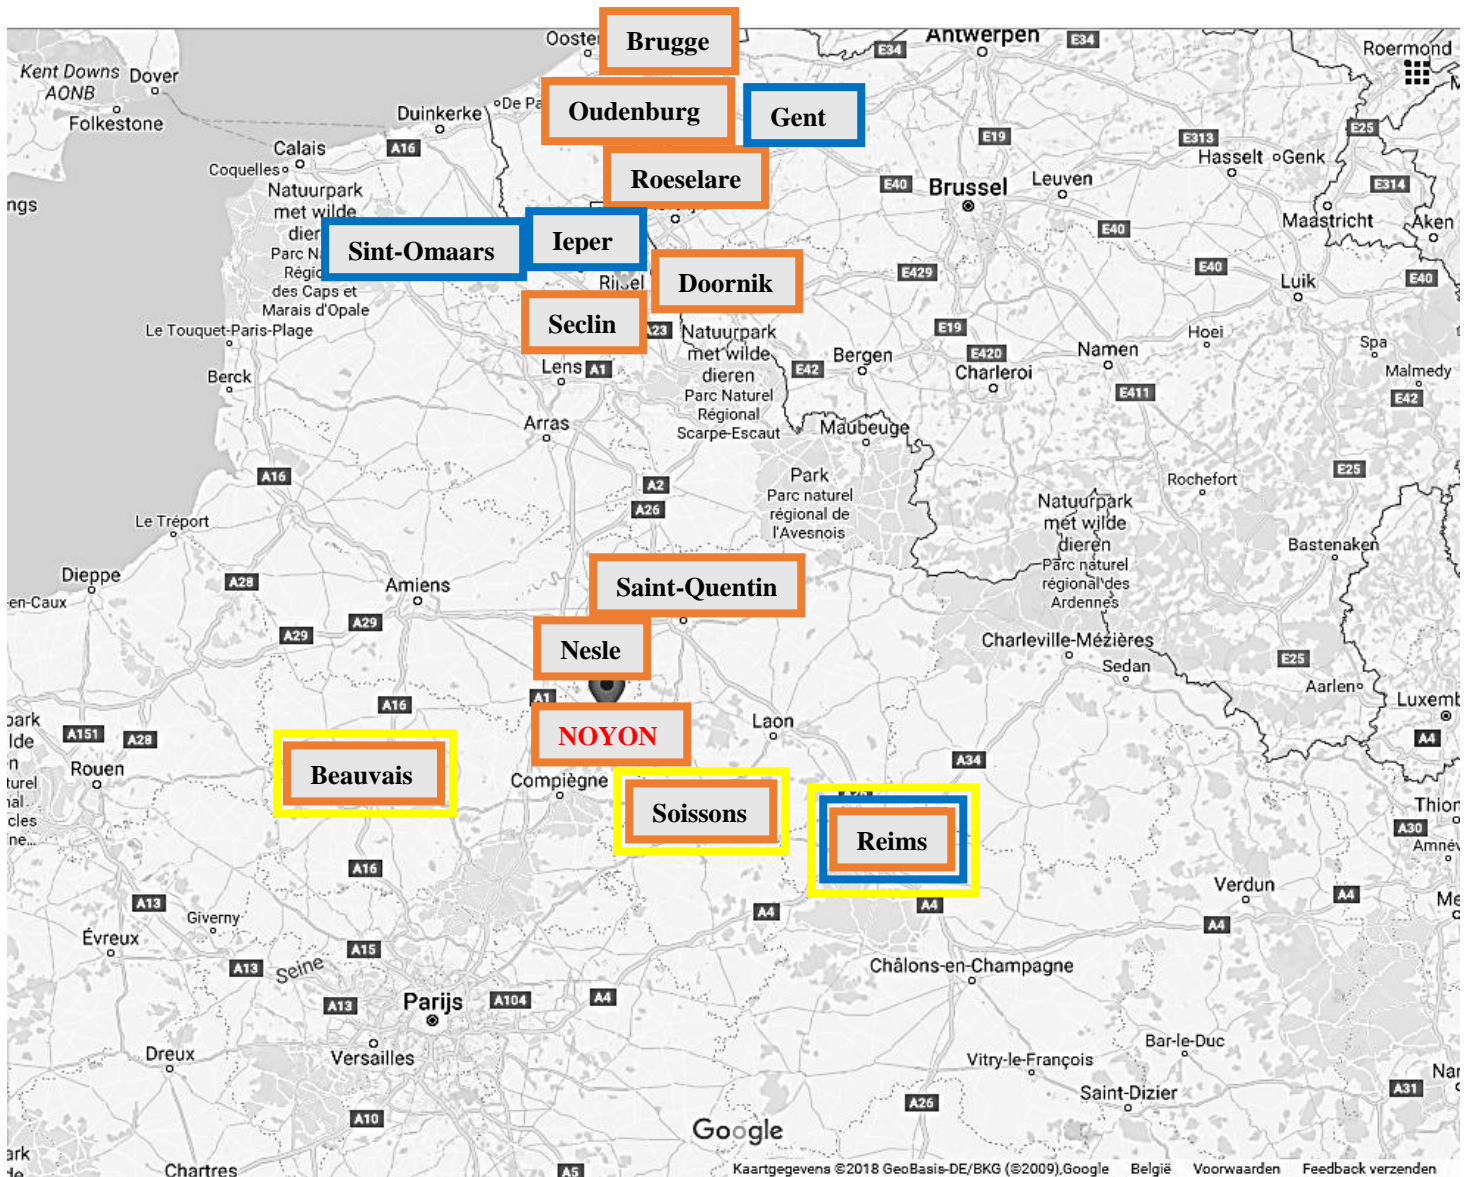 Brugge
Antwerpen
E34
E34
Roermond
Kent Downs
AONB
Dover
Folkestone
Oudenburg
Gent
Duinkerke
Calais
A16
Coquelles
E19
E313
E25
Hasselt
Genk
Roeselare
E40
Brussel
Leuven
E314
Maastricht
Aken
Natuurpark
met wilde
Sint-Omaars
Ieper
Doornik
E40
E429
E40
E40
Luik
des Caps et
Marais d'Opale
Le Touquet-Paris-Plage
Seclin
A23
Natuurpark
met wilde
dieren
Parc Naturel
Régional
Scarpe-Escaut
E19
E420
Hoei
Spa
Bergen
Namen
Lens
A1
E42
Charleroi
Malmedy
Berck
E411
E42
Arras
Maubeuge
A16
A2
A26
Park
Parc naturel
régional de
l'Avesnois
E25
Rochefort
Le Tréport
Natuurpark
met wilde
dieren
Parc naturel
régional des
Ardennes
Bastenaken
Dieppe
A28
Amiens
Saint-Quentin
en-Caux
A29
A29
Nesle
Charleville-Mézières
Sedan
E25
Aarlen
A1
A16
NOYON
Laon
A151
A28
A4
Rouen
Beauvais
Compiègne
A34
Soissons
Reims
A30
A16
Verdun
A13
Giverny
A4
A4
A4
A4
Évreux
A15
A13
Seine
Châlons-en-Champagne
A13
Parijs
A104
A4
Dreux
Versailles
Bar-le-Duc
Vitry-le-François
Saint-Dizier
A31
A10
A26
Google
Chartres
A5
Kaartgegevens ©2018 GeoBasis-DE/BKG (©2009),Google België Voorwaarden Feedback verzenden